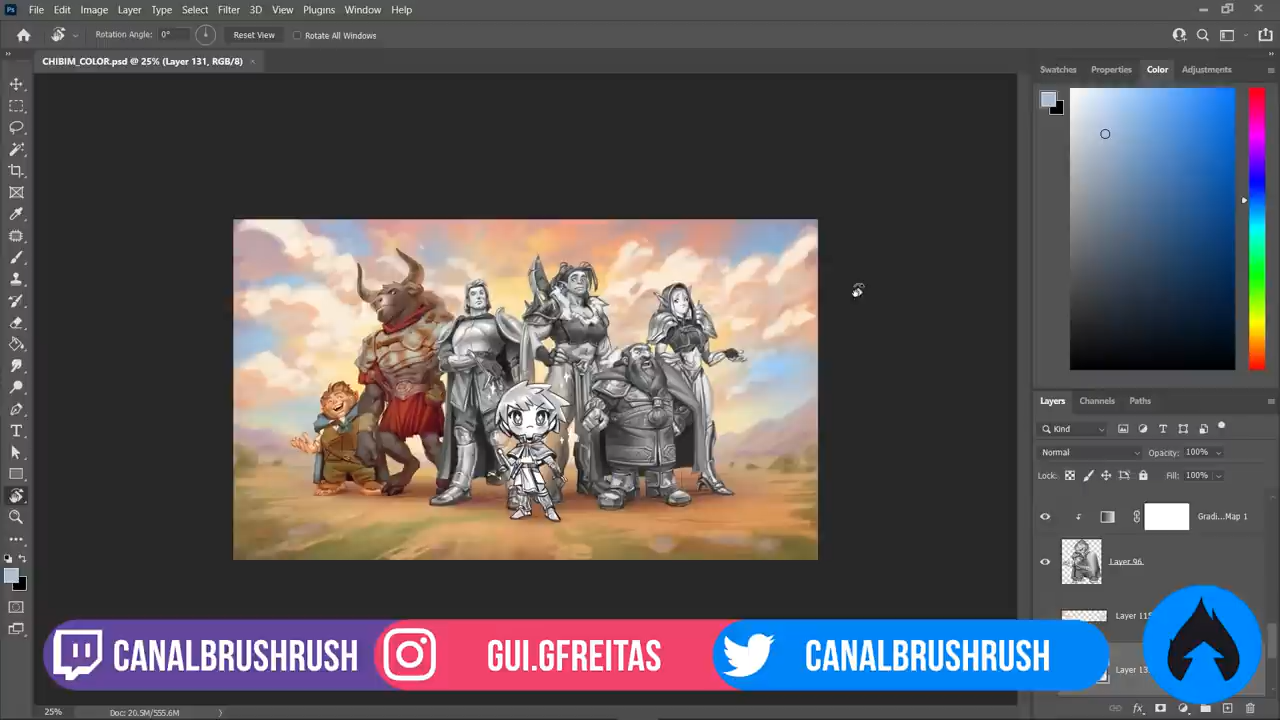 Ps File Edit Image Layer Type Select Filter 3D View Plugins Window Help
Rotation Angle: 0° Reset View Rotate All Windows
CHIBIM_COLOR.psd @ 25% (Layer 131, RGB/8) ×
Swatches Properties Color Adjustments
Layers Channels Paths
Kind
Normal Opacity: 100%
Lock: Fill: 100%
Gradi...Map 1
Layer 96
Layer
Layer
CANALBRUSHRUSH GUI.GFREITAS CANALBRUSHRUSH
25% Doc: 20.5M/555.6M